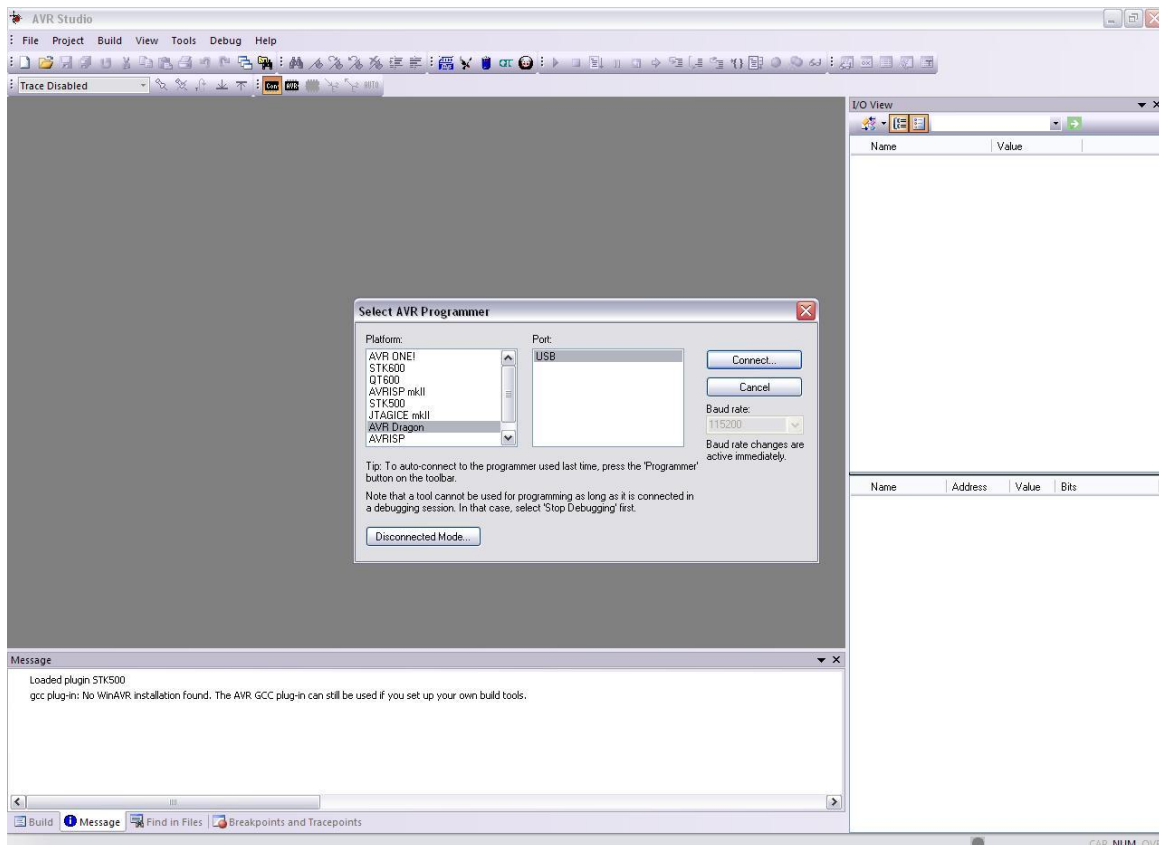 AVR Studio
File Project Build View Tools Debug Help
Trace Disabled
Con AVR AUTO
I/O View
Name Value
Select AVR Programmer
Platform:
Port:
AVR ONE!
STK600
QT600
AVRISP mkII
STK500
JTAGICE mkII
AVR Dragon
AVRISP
USB
Connect...
Cancel
Baud rate:
115200
Baud rate changes are
active immediately.
Tip: To auto-connect to the programmer used last time, press the 'Programmer'
button on the toolbar.
Note that a tool cannot be used for programming as long as it is connected in
a debugging session. In that case, select 'Stop Debugging' first.
Disconnected Mode...
Name Address Value Bits
Message
Loaded plugin STK500
gcc plug-in: No WinAVR installation found. The AVR GCC plug-in can still be used if you set up your own build tools.
Build Message Find in Files Breakpoints and Tracepoints
CAP NUM OVR